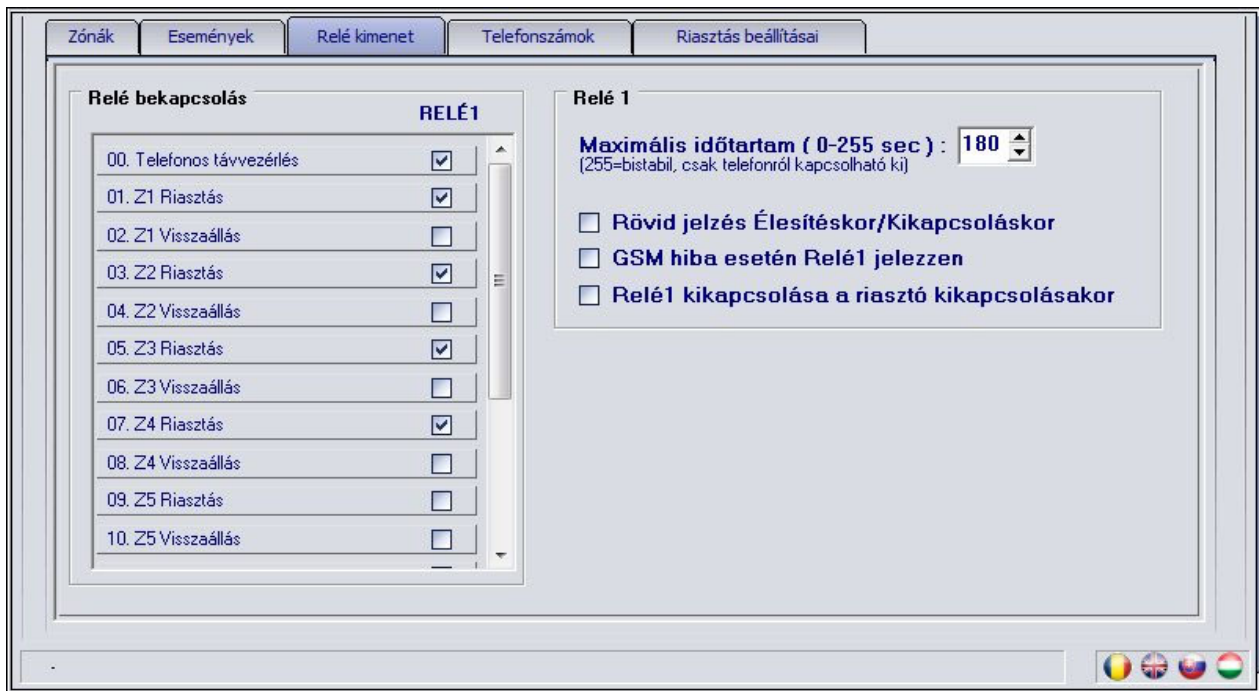 Zónák
Események
Relé kimenet
Telefonszámok
Riasztás beállításai
Relé bekapcsolás
RELÉ1
00. Telefonos távvezérlés
01. Z1 Riasztás
02. Z1 Visszaállás
03. Z2 Riasztás
04. Z2 Visszaállás
05. Z3 Riasztás
06. Z3 Visszaállás
07. Z4 Riasztás
08. Z4 Visszaállás
09. Z5 Riasztás
10. Z5 Visszaállás
Relé 1
Maximális időtartam ( 0-255 sec ) : 180
(255=bistabil, csak telefonról kapcsolható ki)
Rövid jelzés Élesítéskor/Kikapcsoláskor
GSM hiba esetén Relé1 jelezzen
Relé1 kikapcsolása a riasztó kikapcsolásakor
-